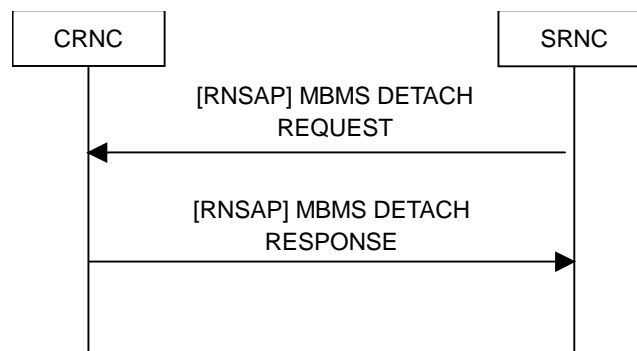 CRNC
SRNC
[RNSAP] MBMS DETACH
REQUEST
[RNSAP] MBMS DETACH
RESPONSE